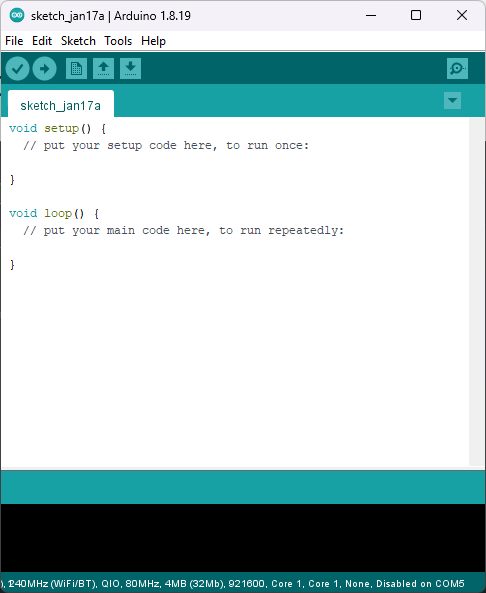 sketch_jan17a | Arduino 1.8.19
File Edit Sketch Tools Help
sketch_jan17a
void setup() {
  // put your setup code here, to run once:
}
void loop() {
  // put your main code here, to run repeatedly:
}
), 240MHz (WiFi/BT), QIO, 80MHz, 4MB (32Mb), 921600, Core 1, Core 1, None, Disabled on COM5